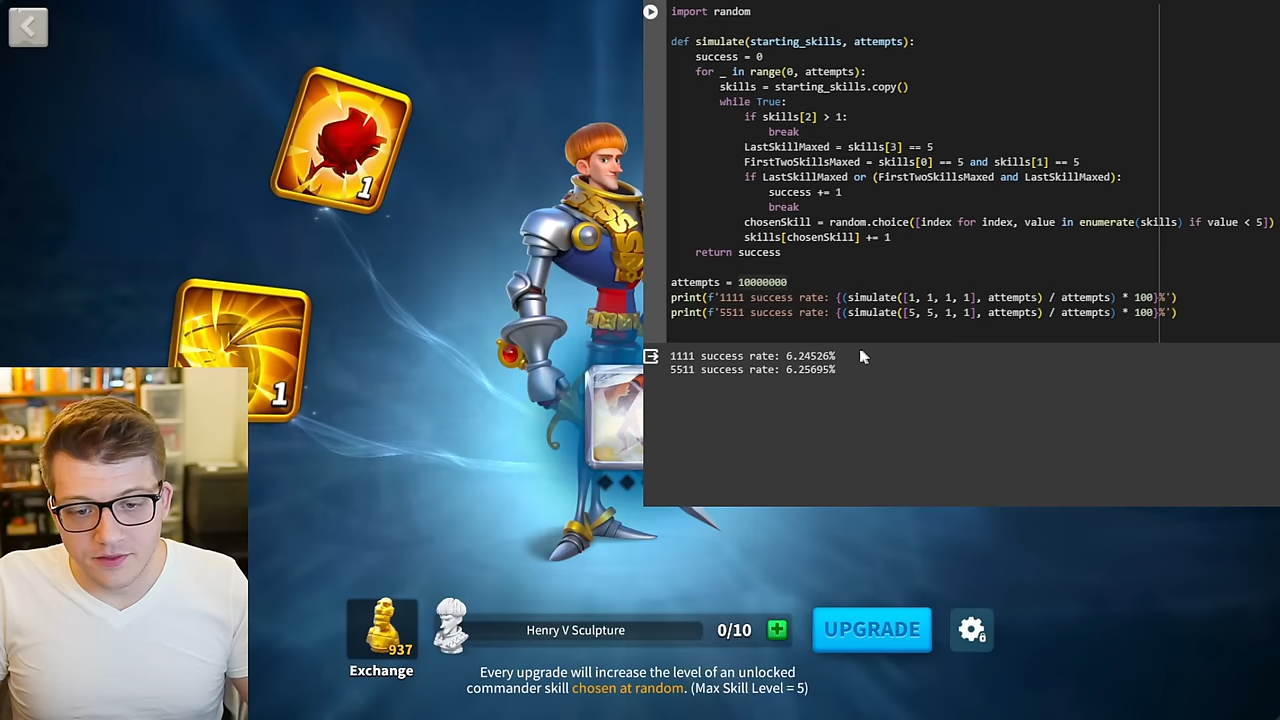 import random
def simulate(starting_skills, attempts):
success = 0
for _ in range(0, attempts):
skills = starting_skills.copy()
while True:
if skills[2] > 1:
break
LastSkillMaxed = skills[3] == 5
FirstTwoSkillsMaxed = skills[0] == 5 and skills[1] == 5
if LastSkillMaxed or (FirstTwoSkillsMaxed and LastSkillMaxed):
success += 1
break
chosenSkill = random.choice([index for index, value in enumerate(skills) if value < 5])
skills[chosenSkill] += 1
return success
attempts = 10000000
print(f'1111 success rate: {(simulate([1, 1, 1, 1], attempts) / attempts) * 100}%')
print(f'5511 success rate: {(simulate([5, 5, 1, 1], attempts) / attempts) * 100}%')
1111 success rate: 6.24526%
5511 success rate: 6.25695%
1
1
937
Exchange
Henry V Sculpture
0/10
UPGRADE
Every upgrade will increase the level of an unlocked
commander skill chosen at random. (Max Skill Level = 5)